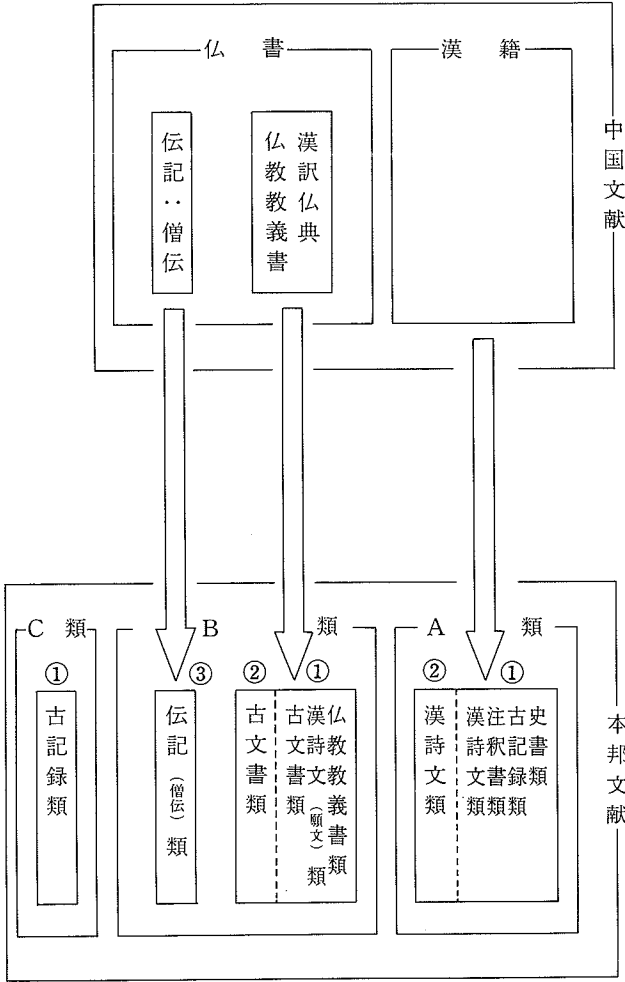 中国文献
漢籍
仏書
漢訳仏典
仏教教義書
伝記：僧伝
本邦文献
A類
①
史書類
古記録類
注釈書類
漢詩文類
②
漢詩文類
B類
①
仏教教義書類
漢詩文（願文）類
古文書類
②
古文書類
③
伝記（僧伝）類
C類
①
古記録類